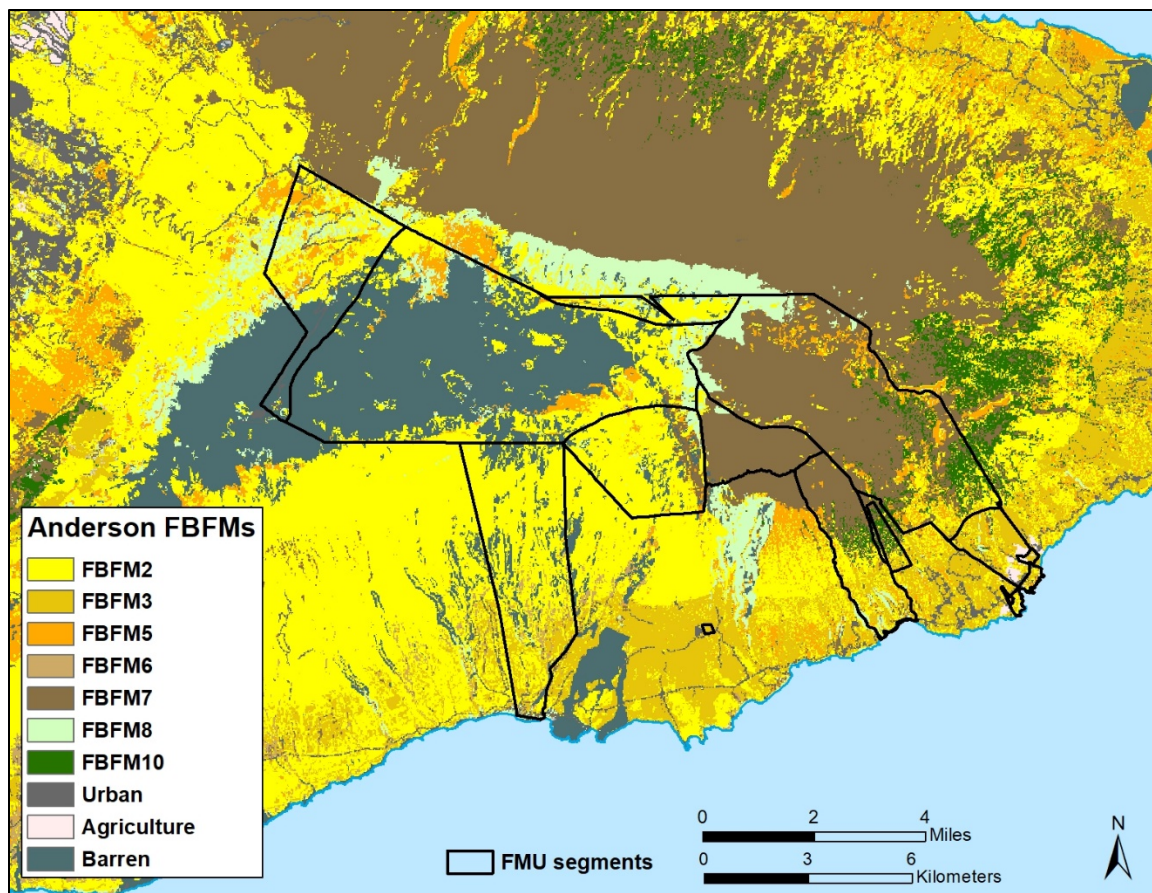 Anderson FBFMs
FBFM2
FBFM3
FBFM5
FBFM6
FBFM7
FBFM8
FBFM10
Urban
Agriculture
Barren
FMU segments
0 2 4
Miles
0 3 6
Kilometers
N